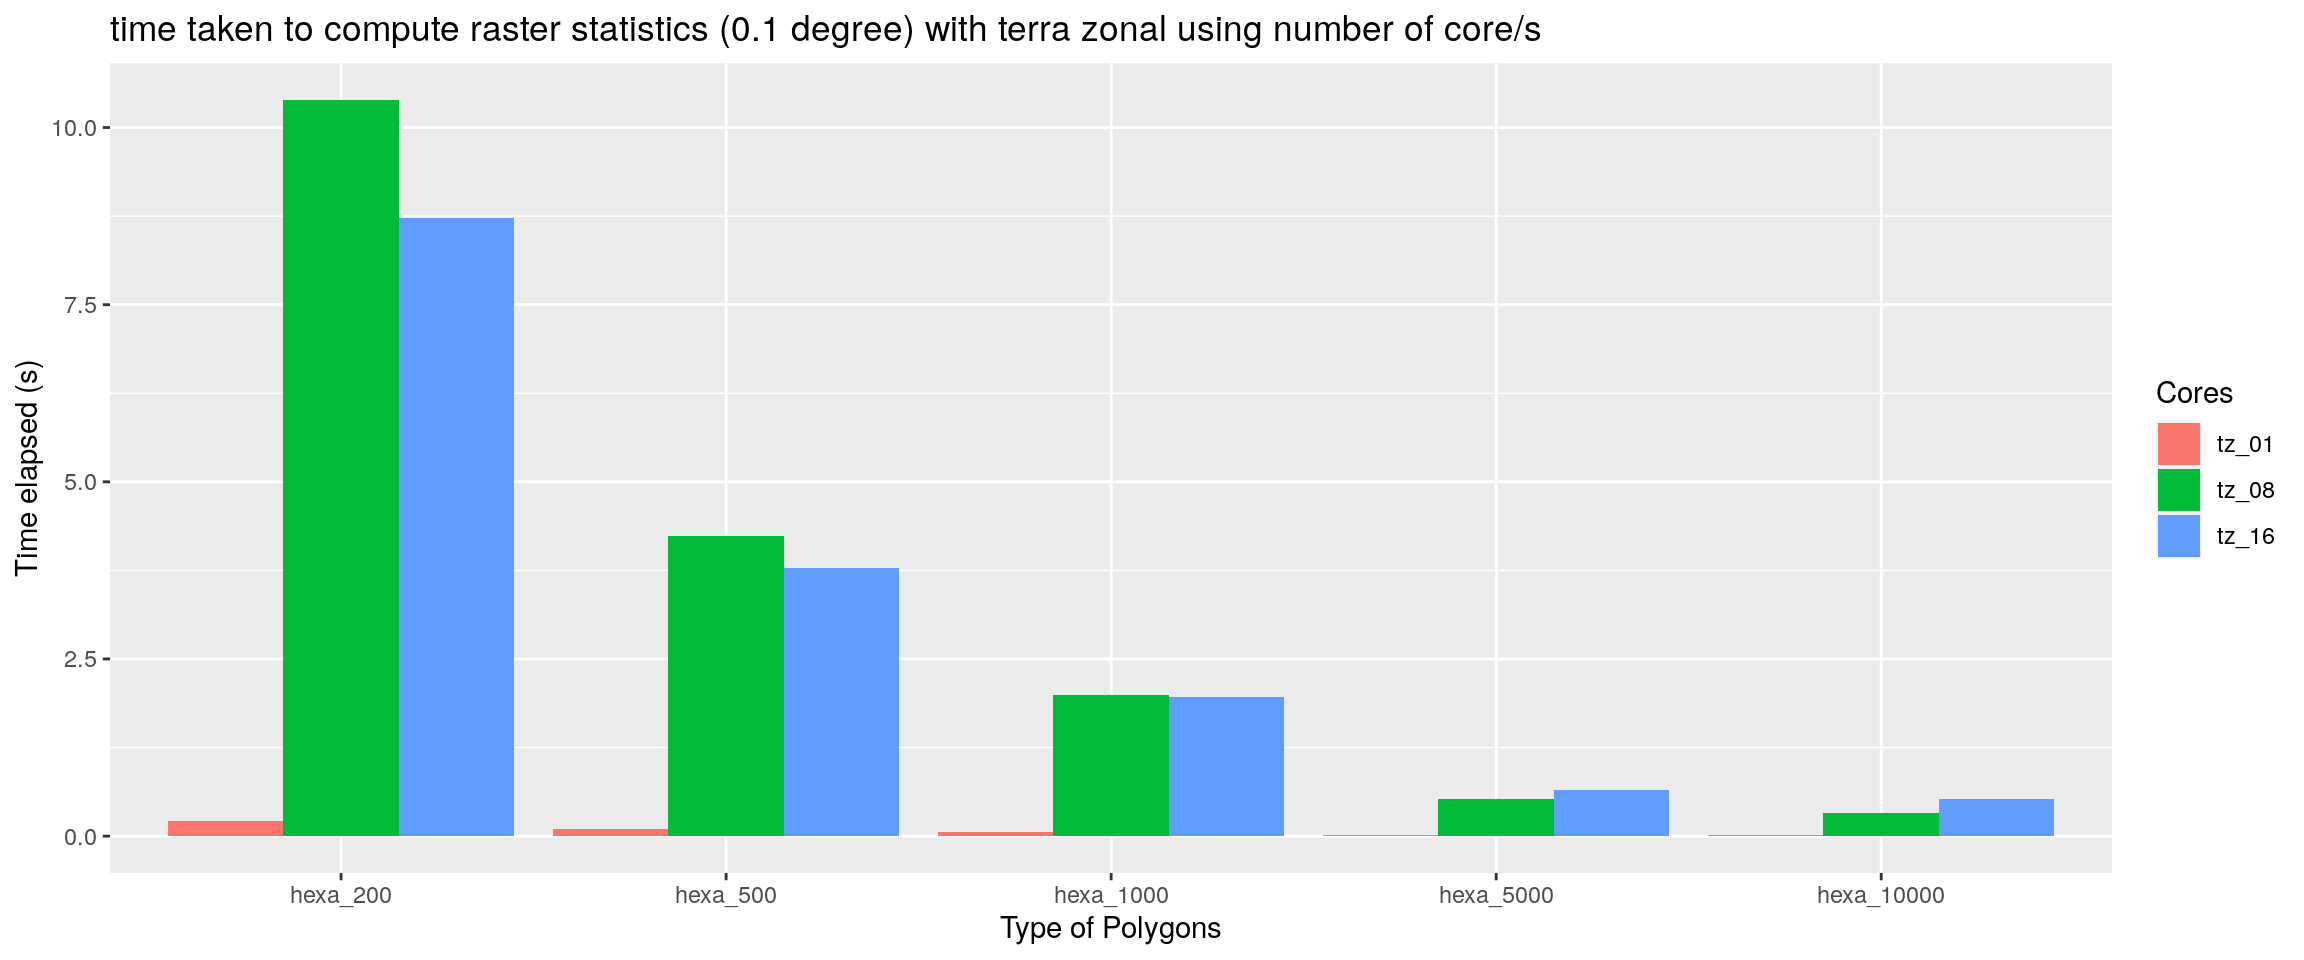 time taken to compute raster statistics (0.1 degree) with terra zonal using number of core/s
10.0
7.5
5.0
2.5
0.0
Time elapsed (s)
hexa_200
hexa_500
hexa_1000
hexa_5000
hexa_10000
Type of Polygons
Cores
tz_01
tz_08
tz_16